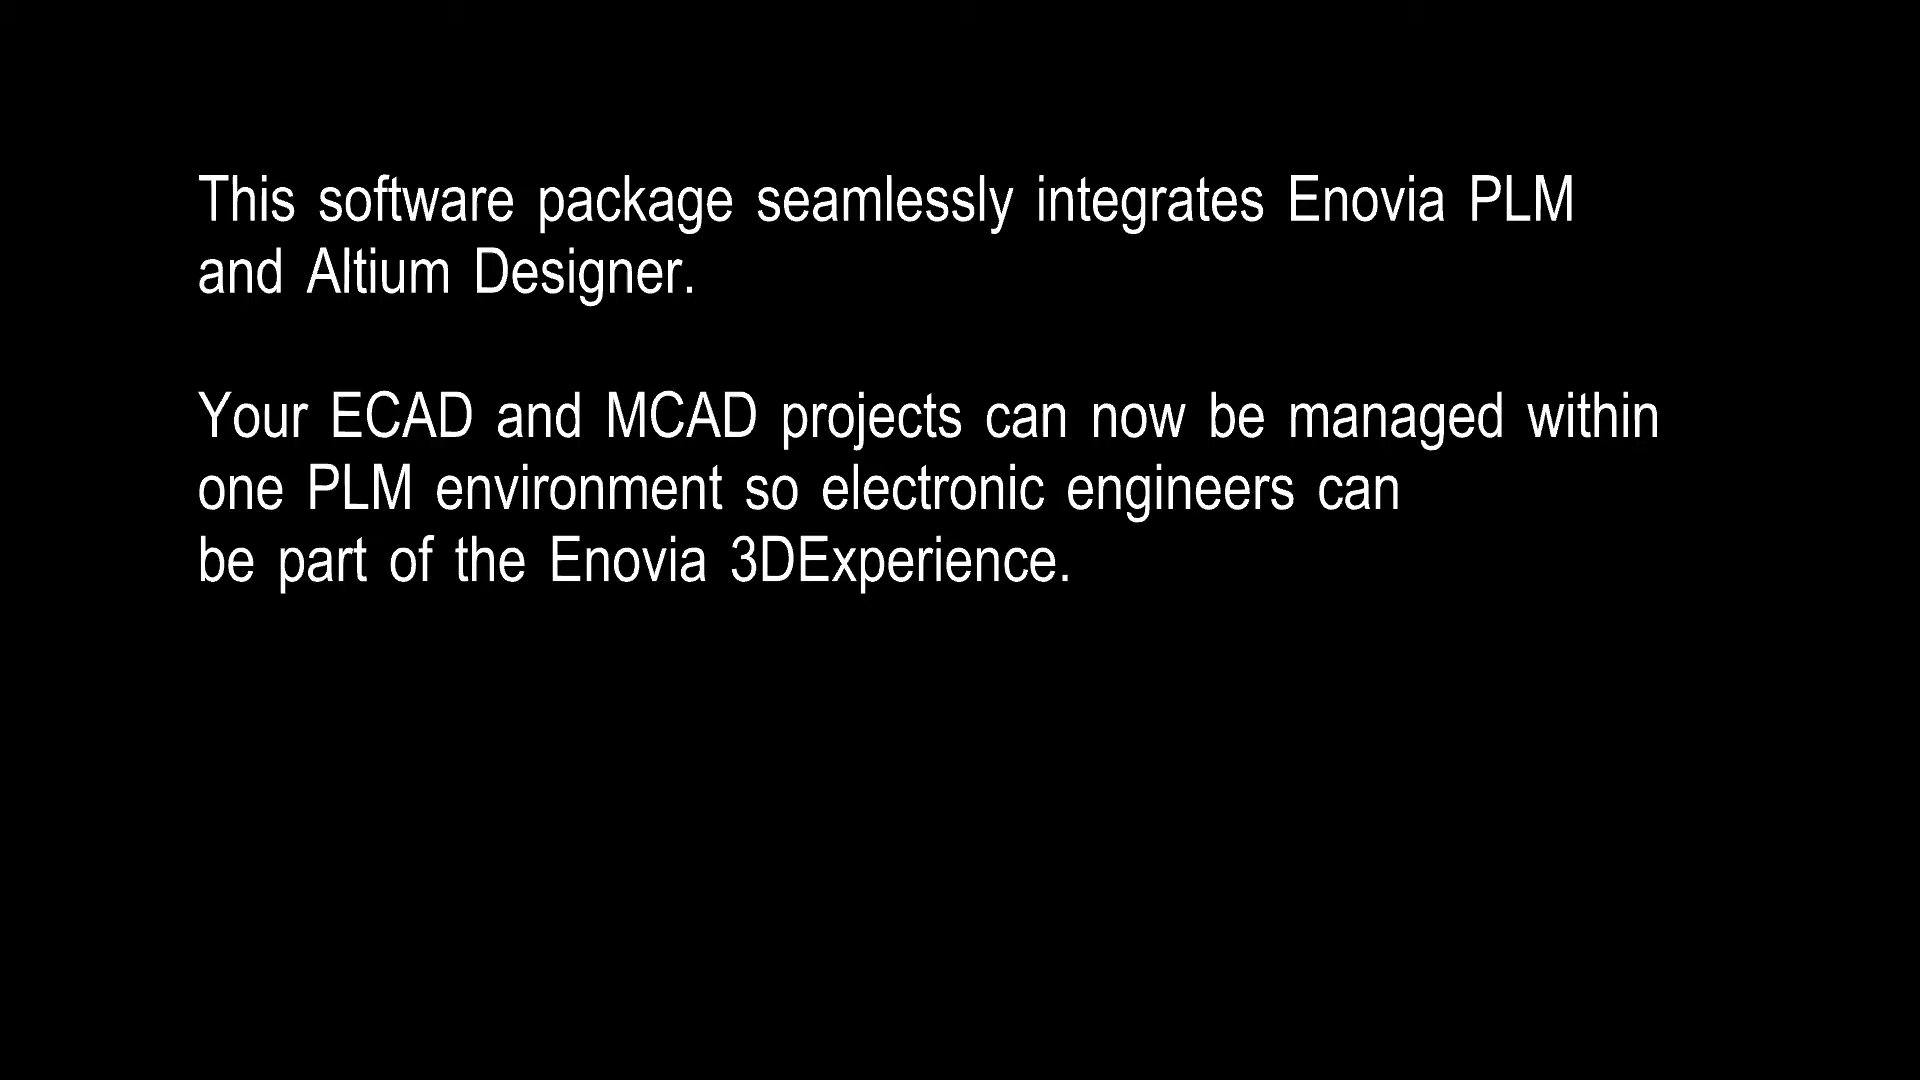 This software package seamlessly integrates Enovia PLM
and Altium Designer.
Your ECAD and MCAD projects can now be managed within
one PLM environment so electronic engineers can
be part of the Enovia 3DExperience.